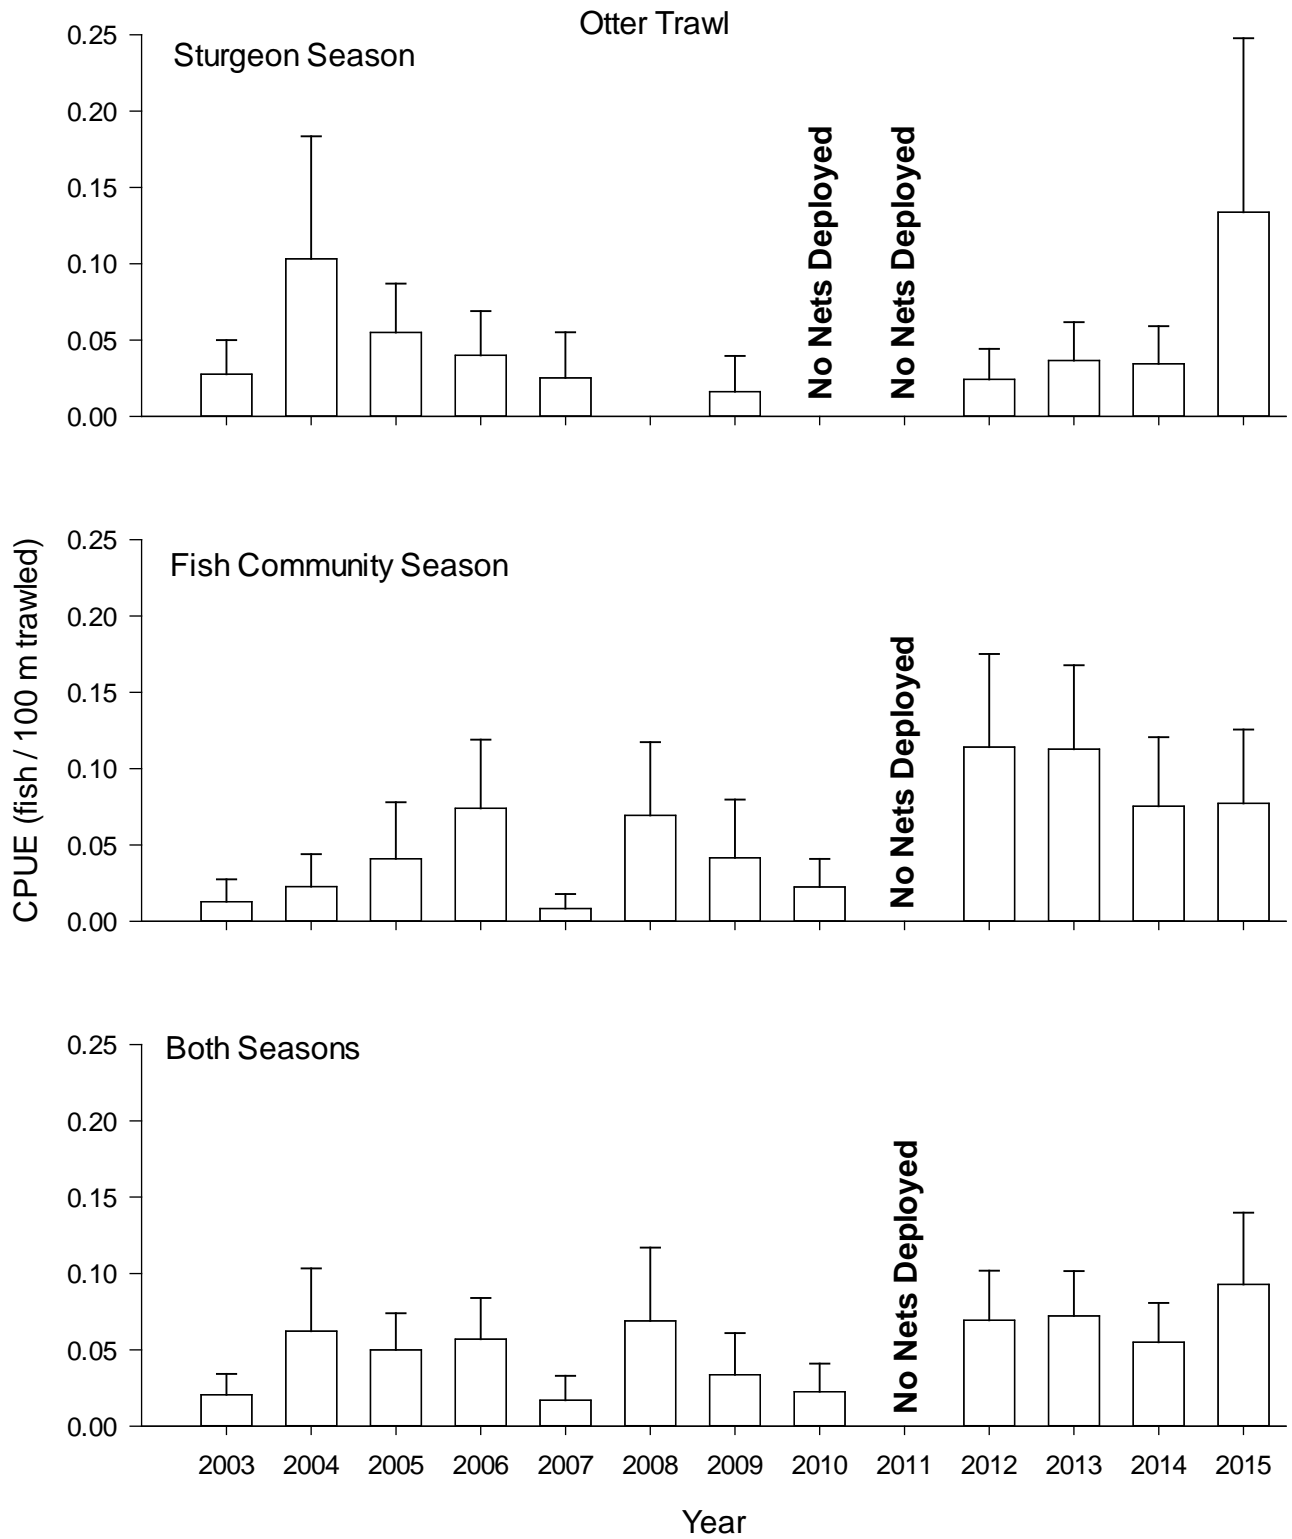 Otter Trawl
Sturgeon Season
0.25
0.20
0.15
0.10
0.05
0.00
No Nets Deployed
No Nets Deployed
CPUE (fish / 100 m trawled)
Fish Community Season
0.25
0.20
0.15
0.10
0.05
0.00
No Nets Deployed
Both Seasons
0.25
0.20
0.15
0.10
0.05
0.00
No Nets Deployed
2003 2004 2005 2006 2007 2008 2009 2010 2011 2012 2013 2014 2015
Year